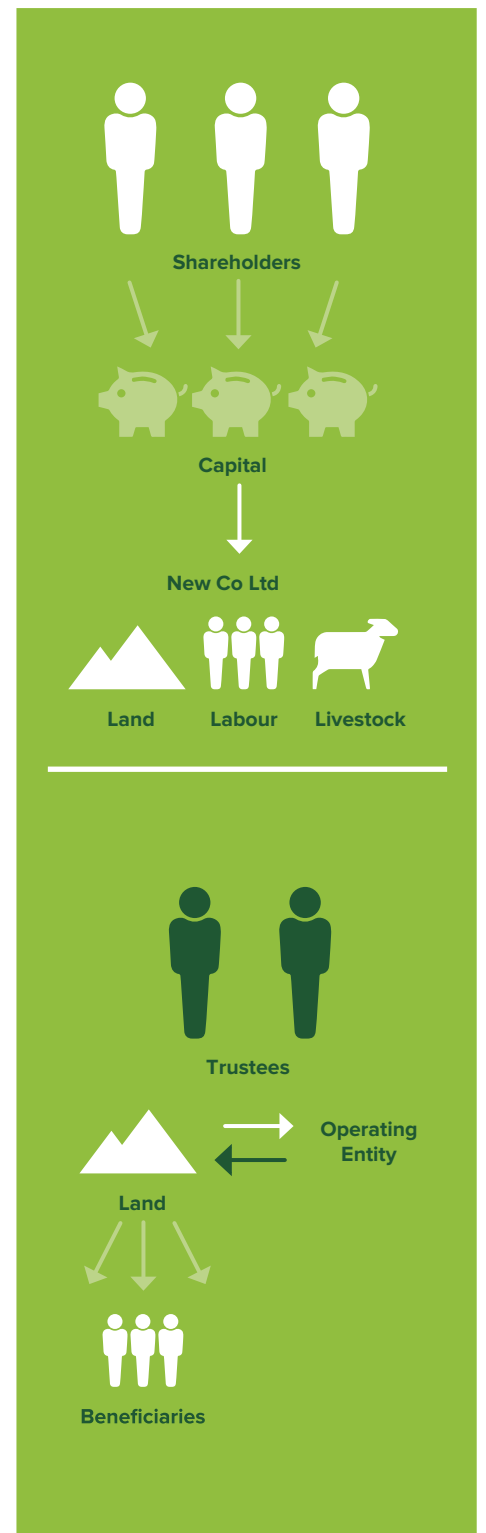 Shareholders
Capital
New Co Ltd
Land Labour Livestock
Trustees
Operating
Entity
Land
Beneficiaries